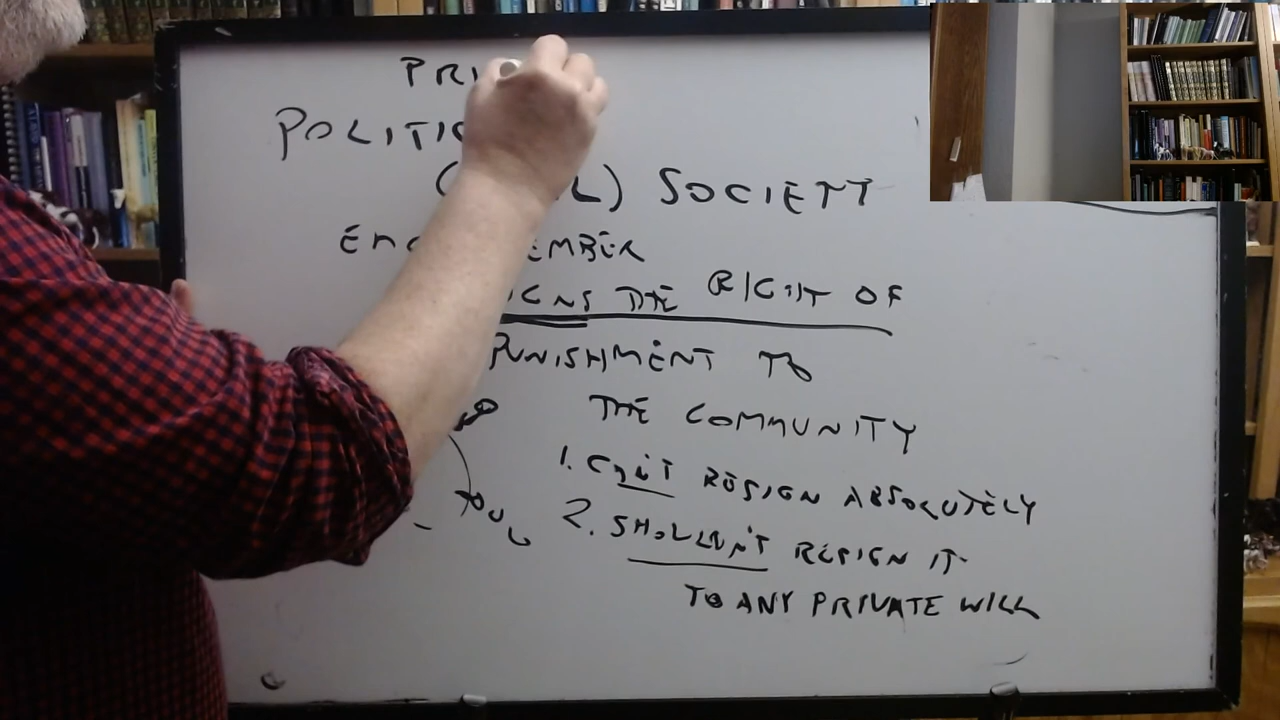 PRI
POLITIC
( L) SOCIETY
EMBER
IGNS THE RIGHT OF
PUNISHMENT TO
THE COMMUNITY
1. CAN'T RESIGN ABSOLUTELY
2. SHOULDN'T RESIGN IT
TO ANY PRIVATE WILL